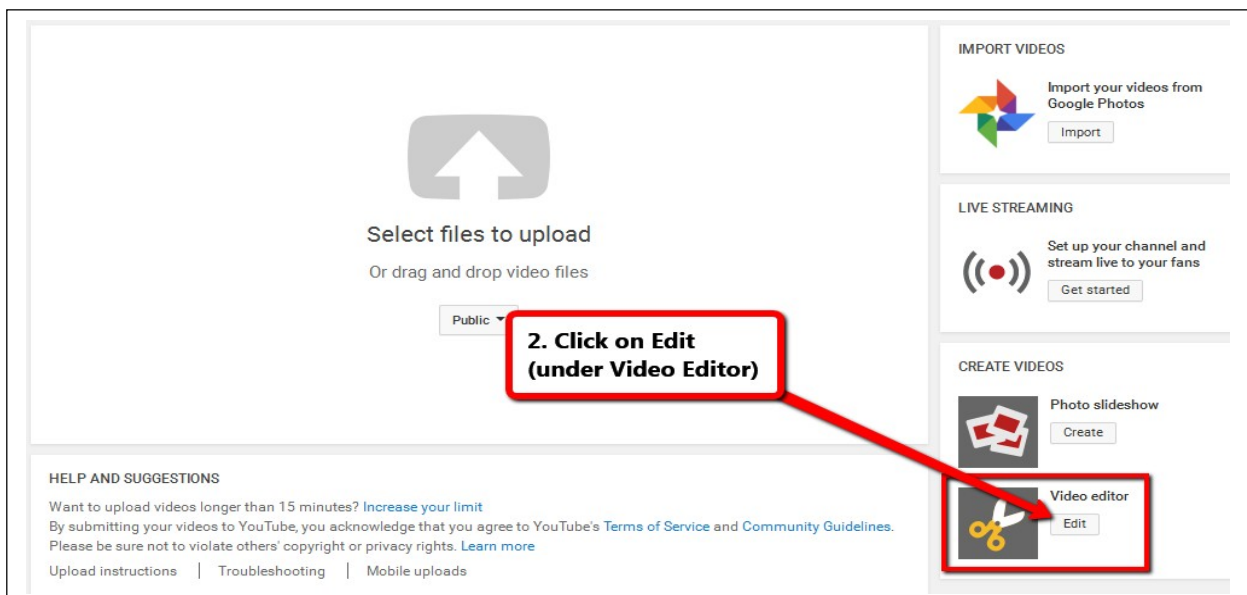 Select files to upload
Or drag and drop video files
Public
2. Click on Edit
(under Video Editor)
HELP AND SUGGESTIONS
Want to upload videos longer than 15 minutes? Increase your limit
By submitting your videos to YouTube, you acknowledge that you agree to YouTube's Terms of Service and Community Guidelines.
Please be sure not to violate others' copyright or privacy rights. Learn more
Upload instructions | Troubleshooting | Mobile uploads
IMPORT VIDEOS
Import your videos from
Google Photos
Import
LIVE STREAMING
Set up your channel and
stream live to your fans
Get started
CREATE VIDEOS
Photo slideshow
Create
Video editor
Edit